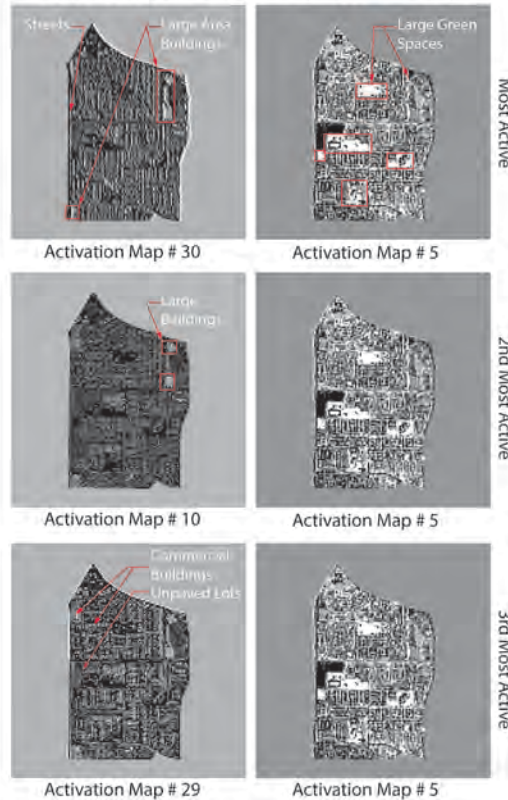 Streets
Large Area
Buildings
Large Green
Spaces
Most Active
Activation Map # 30
Activation Map # 5
Large
Buildings
2nd Most Active
Activation Map # 10
Activation Map # 5
Commercial
Buildings
Unpaved Lots
3rd Most Active
Activation Map # 29
Activation Map # 5